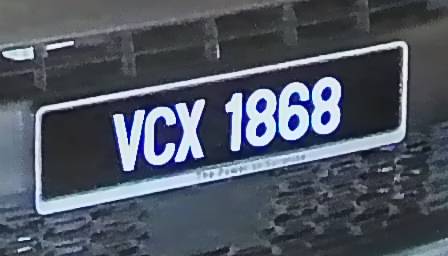 VCX 1868
The Power to Surprise